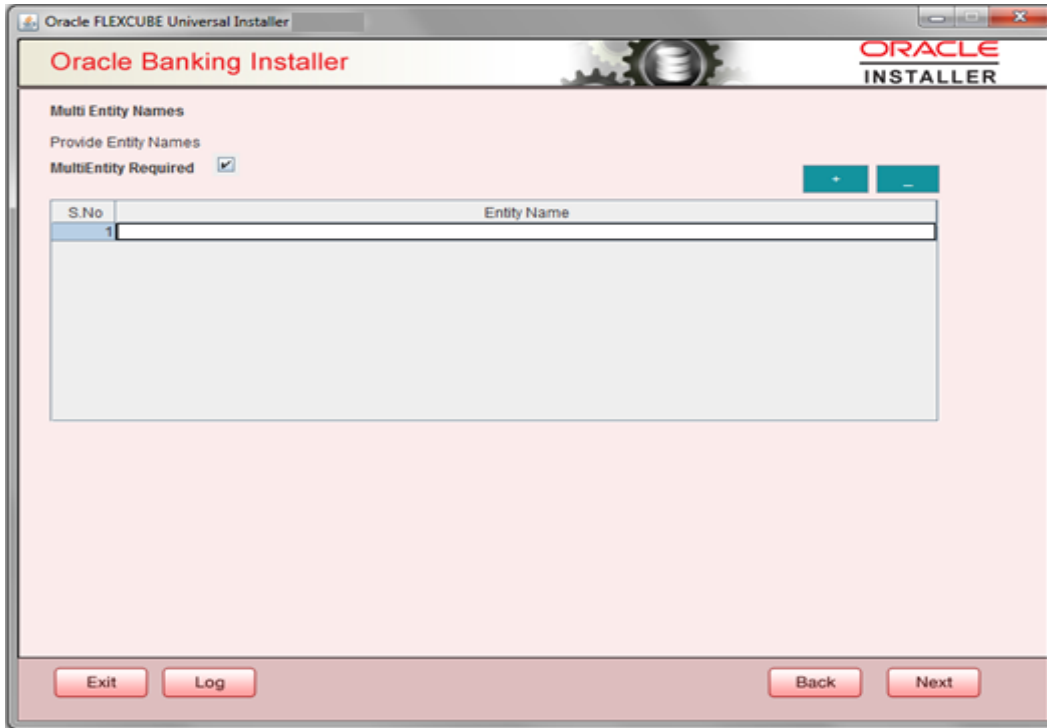 Oracle FLEXCUBE Universal Installer
Oracle Banking Installer
ORACLE
INSTALLER
Multi Entity Names
Provide Entity Names
MultiEntity Required
+ _
S.No Entity Name
1
Exit Log Back Next